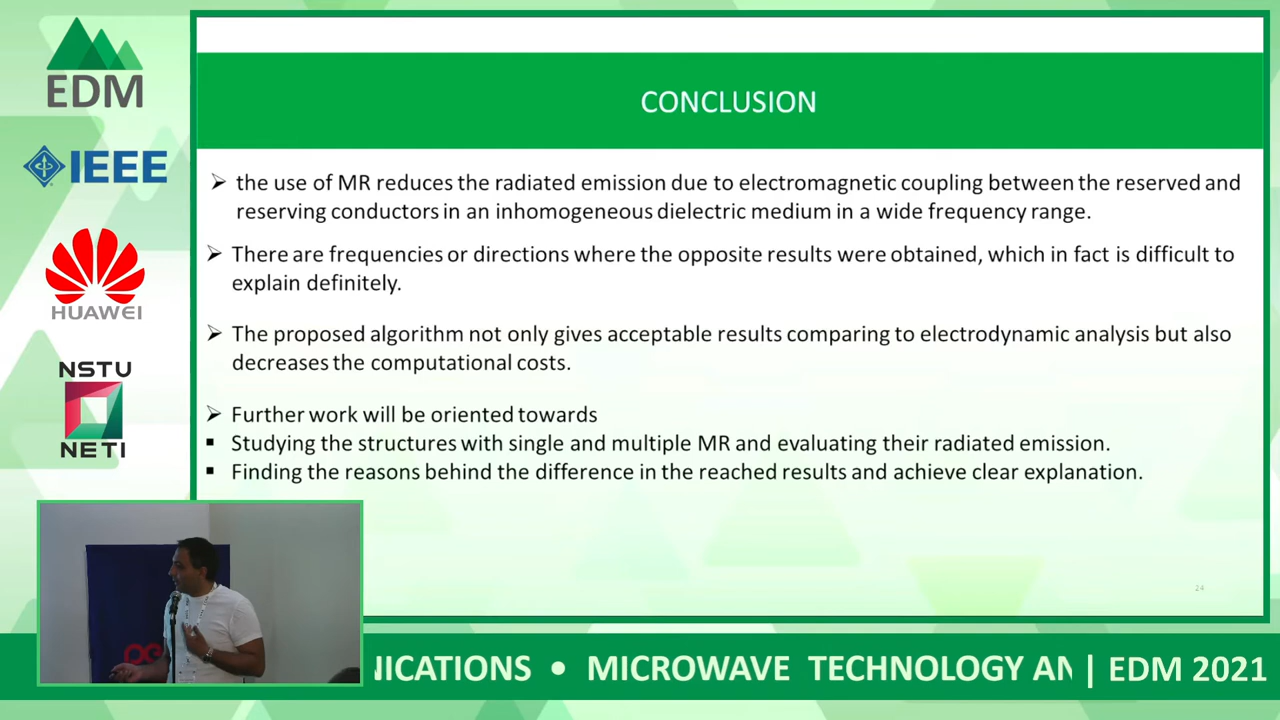 EDM
IEEE
HUAWEI
NSTU
NETI
CONCLUSION
the use of MR reduces the radiated emission due to electromagnetic coupling between the reserved and
reserving conductors in an inhomogeneous dielectric medium in a wide frequency range.
There are frequencies or directions where the opposite results were obtained, which in fact is difficult to
explain definitely.
The proposed algorithm not only gives acceptable results comparing to electrodynamic analysis but also
decreases the computational costs.
Further work will be oriented towards
Studying the structures with single and multiple MR and evaluating their radiated emission.
Finding the reasons behind the difference in the reached results and achieve clear explanation.
24
NICATIONS • MICROWAVE TECHNOLOGY AN | EDM 2021